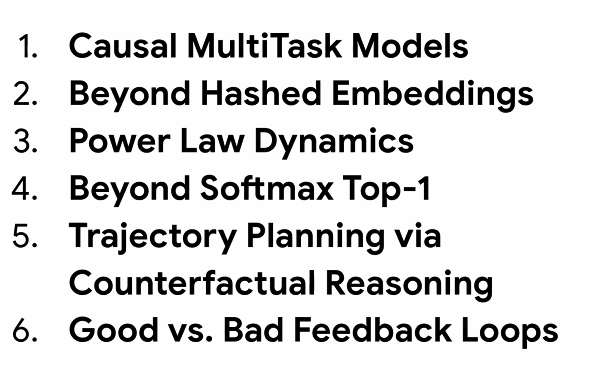 1. Causal MultiTask Models
2. Beyond Hashed Embeddings
3. Power Law Dynamics
4. Beyond Softmax Top-1
5. Trajectory Planning via
Counterfactual Reasoning
6. Good vs. Bad Feedback Loops